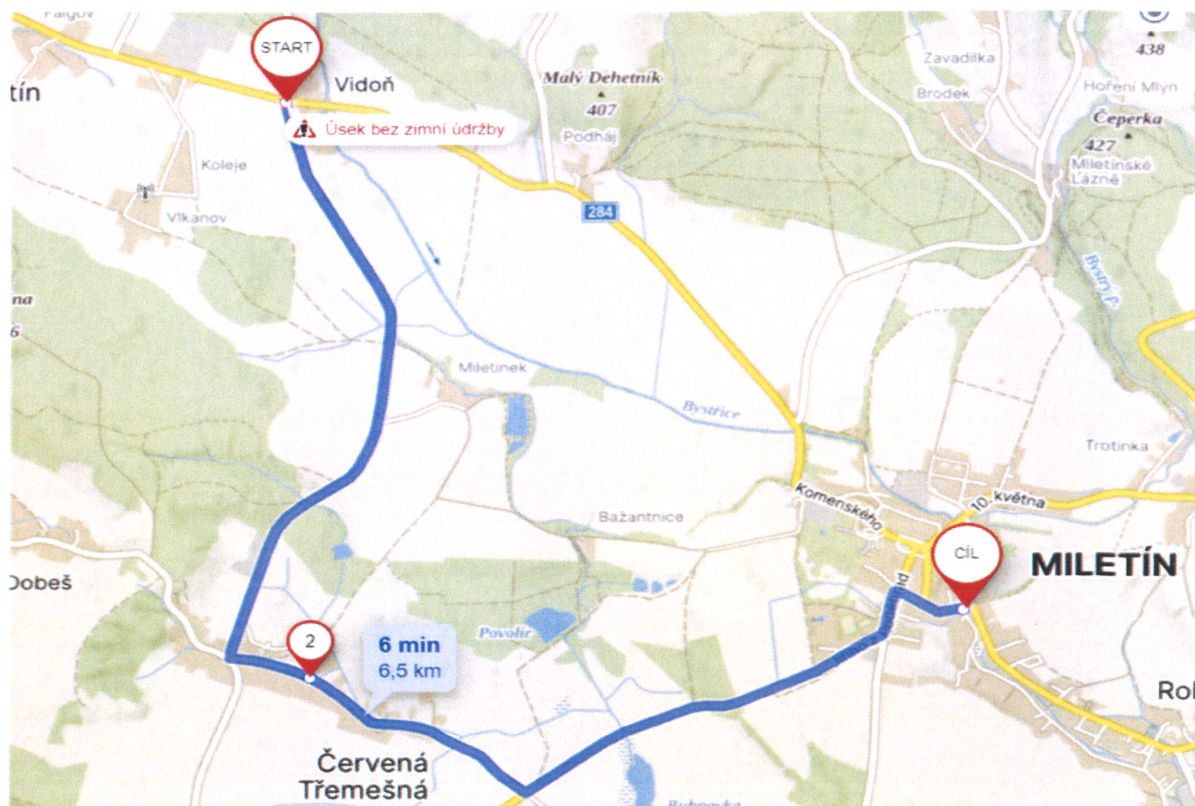 START
Vidoň
Úsek bez zimní údržby
tín
Koleje
Vlkanov
Malý Dehetník
407
Podháj
284
438
Zavadilka
Brodek
Hoření Mlýn
Čeperka
427
Miletínské
Lázně
Bystrý p.
na
6
Miletínek
Bystřice
Trotinka
Komenského
10. května
Bažantnice
CÍL
MILETÍN
Dobeš
2
6 min
6,5 km
Povolír
Červená
Třemešná